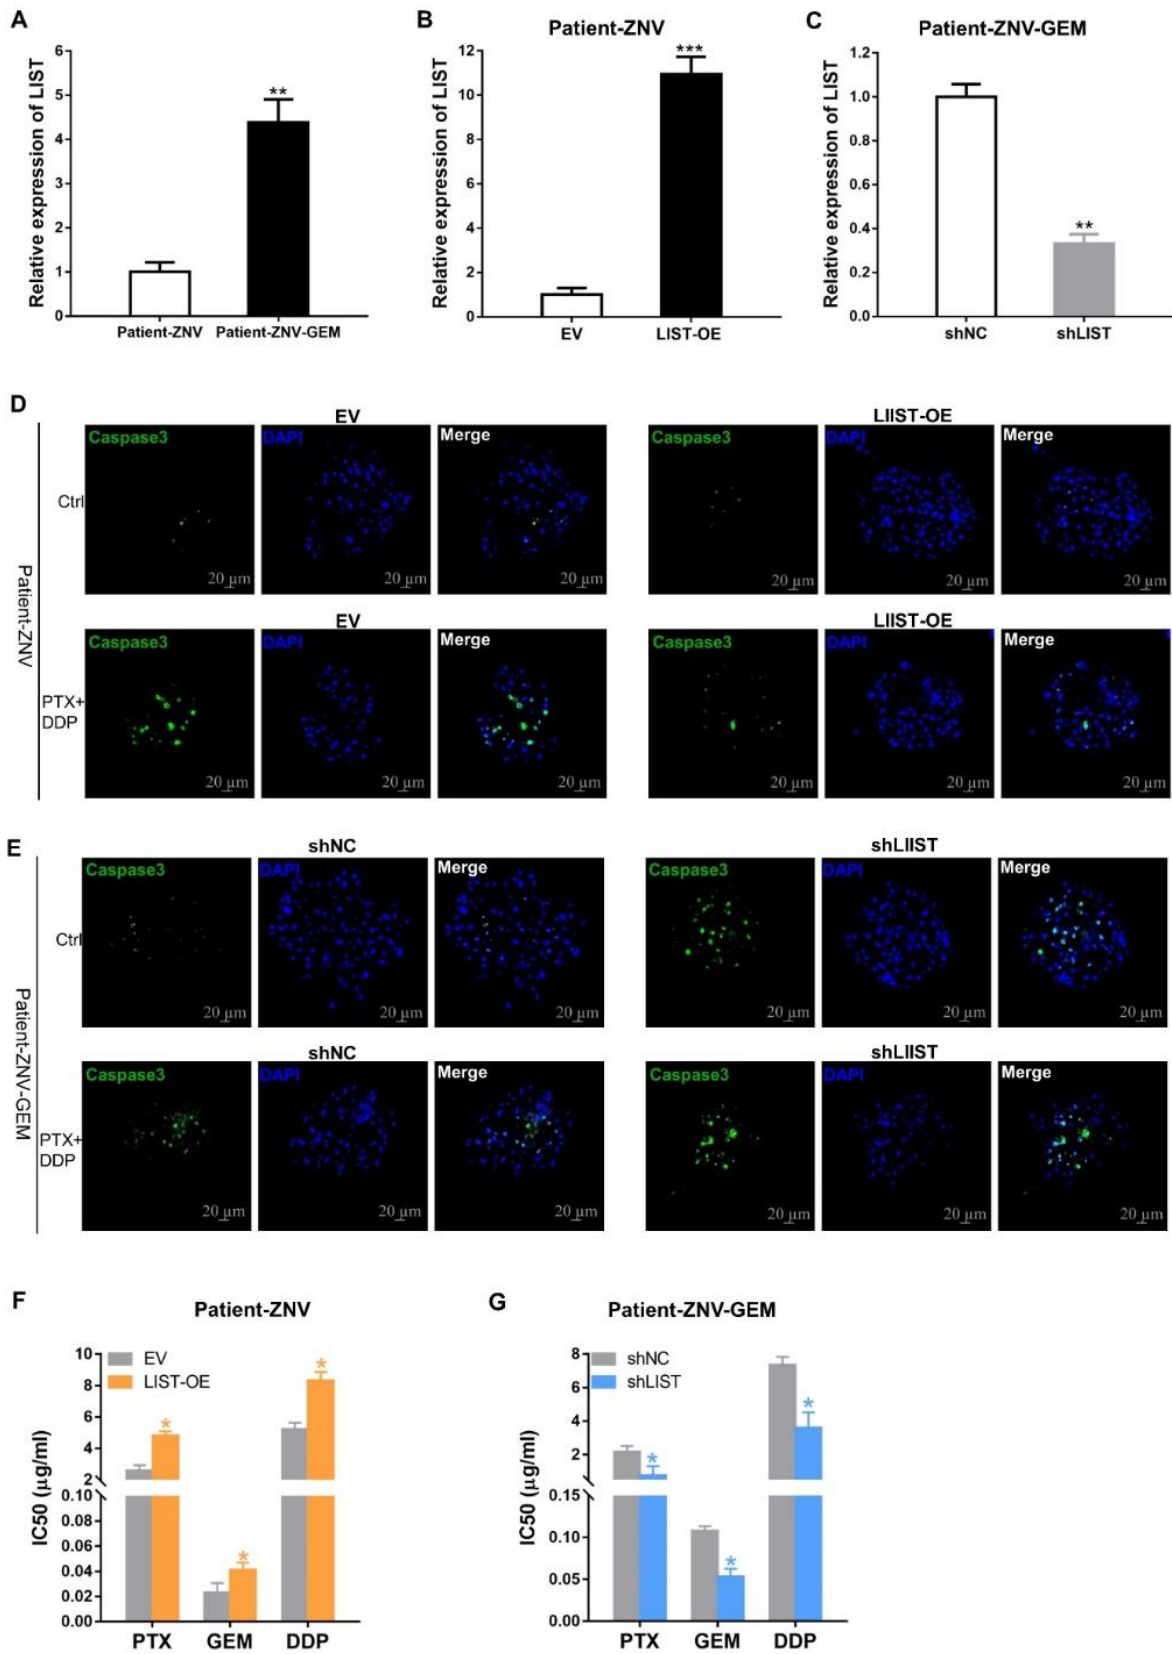 A
Relative expression of LIST
6
5
4
3
2
1
0
**
Patient-ZNV Patient-ZNV-GEM
B
Patient-ZNV
Relative expression of LIST
12
10
8
6
4
2
0
***
EV LIST-OE
C
Patient-ZNV-GEM
Relative expression of LIST
1.2
1.0
0.8
0.6
0.4
0.2
0.0
**
shNC shLIST
D
Patient-ZNV
EV LIIST-OE
Ctrl
Caspase3 DAPI Merge Caspase3 DAPI Merge
20 µm 20 µm 20 µm 20 µm 20 µm 20 µm
EV LIIST-OE
PTX+
DDP
Caspase3 DAPI Merge Caspase3 DAPI Merge
20 µm 20 µm 20 µm 20 µm 20 µm 20 µm
E
Patient-ZNV-GEM
shNC shLIIST
Ctrl
Caspase3 DAPI Merge Caspase3 DAPI Merge
20 µm 20 µm 20 µm 20 µm 20 µm 20 µm
shNC shLIIST
PTX+
DDP
Caspase3 DAPI Merge Caspase3 DAPI Merge
20 µm 20 µm 20 µm 20 µm 20 µm 20 µm
F
Patient-ZNV
IC50 (µg/ml)
10
8
6
4
2
0.10
0.08
0.06
0.04
0.02
0.00
EV
LIST-OE
* * *
PTX GEM DDP
G
Patient-ZNV-GEM
IC50 (µg/ml)
8
6
4
2
0.15
0.10
0.05
0.00
shNC
shLIST
* * *
PTX GEM DDP